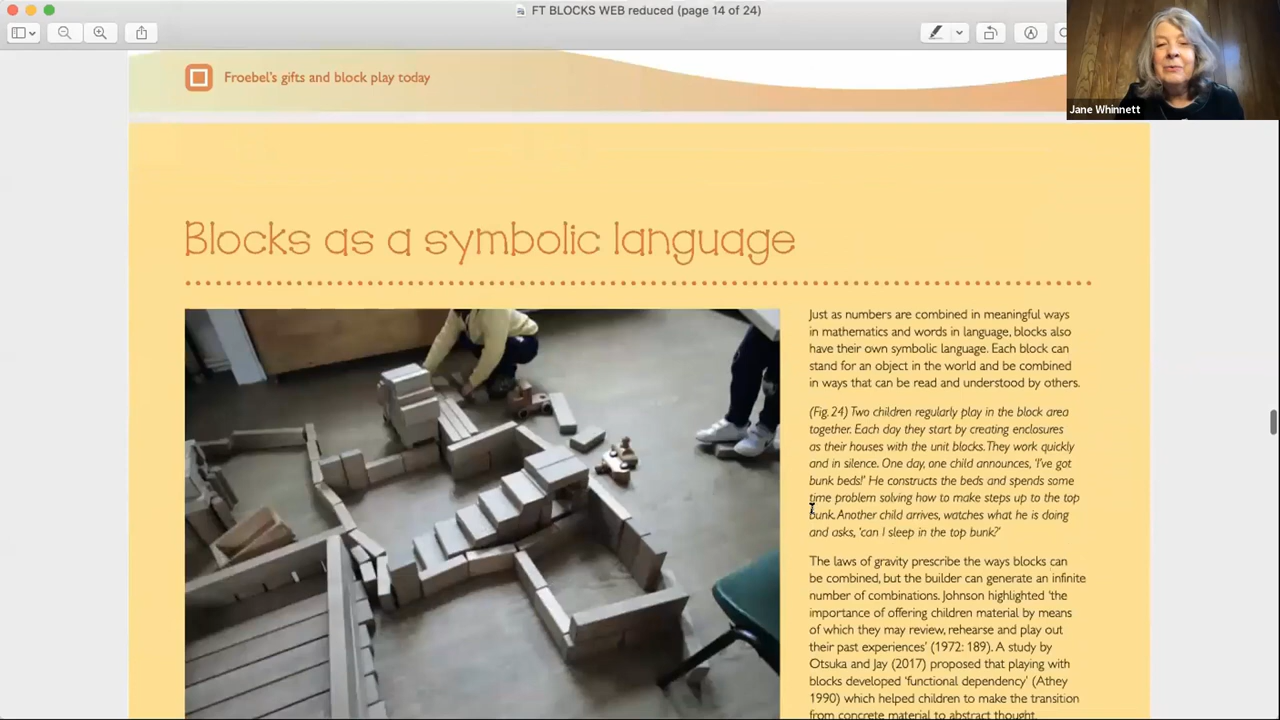 FT BLOCKS WEB reduced (page 14 of 24)
Jane Whinnett
Froebel's gifts and block play today
Blocks as a symbolic language
Just as numbers are combined in meaningful ways
in mathematics and words in language, blocks also
have their own symbolic language. Each block can
stand for an object in the world and be combined
in ways that can be read and understood by others.
(Fig. 24) Two children regularly play in the block area
together. Each day they start by creating enclosures
as their houses with the unit blocks. They work quickly
and in silence. One day, one child announces, 'I've got
bunk beds!' He constructs the beds and spends some
time problem solving how to make steps up to the top
bunk. Another child arrives, watches what he is doing
and asks, 'can I sleep in the top bunk?'
The laws of gravity prescribe the ways blocks can
be combined, but the builder can generate an infinite
number of combinations. Johnson highlighted 'the
importance of offering children material by means
of which they may review, rehearse and play out
their past experiences' (1972: 189). A study by
Otsuka and Jay (2017) proposed that playing with
blocks developed 'functional dependency' (Athey
1990) which helped children to make the transition
from concrete material to abstract thought.